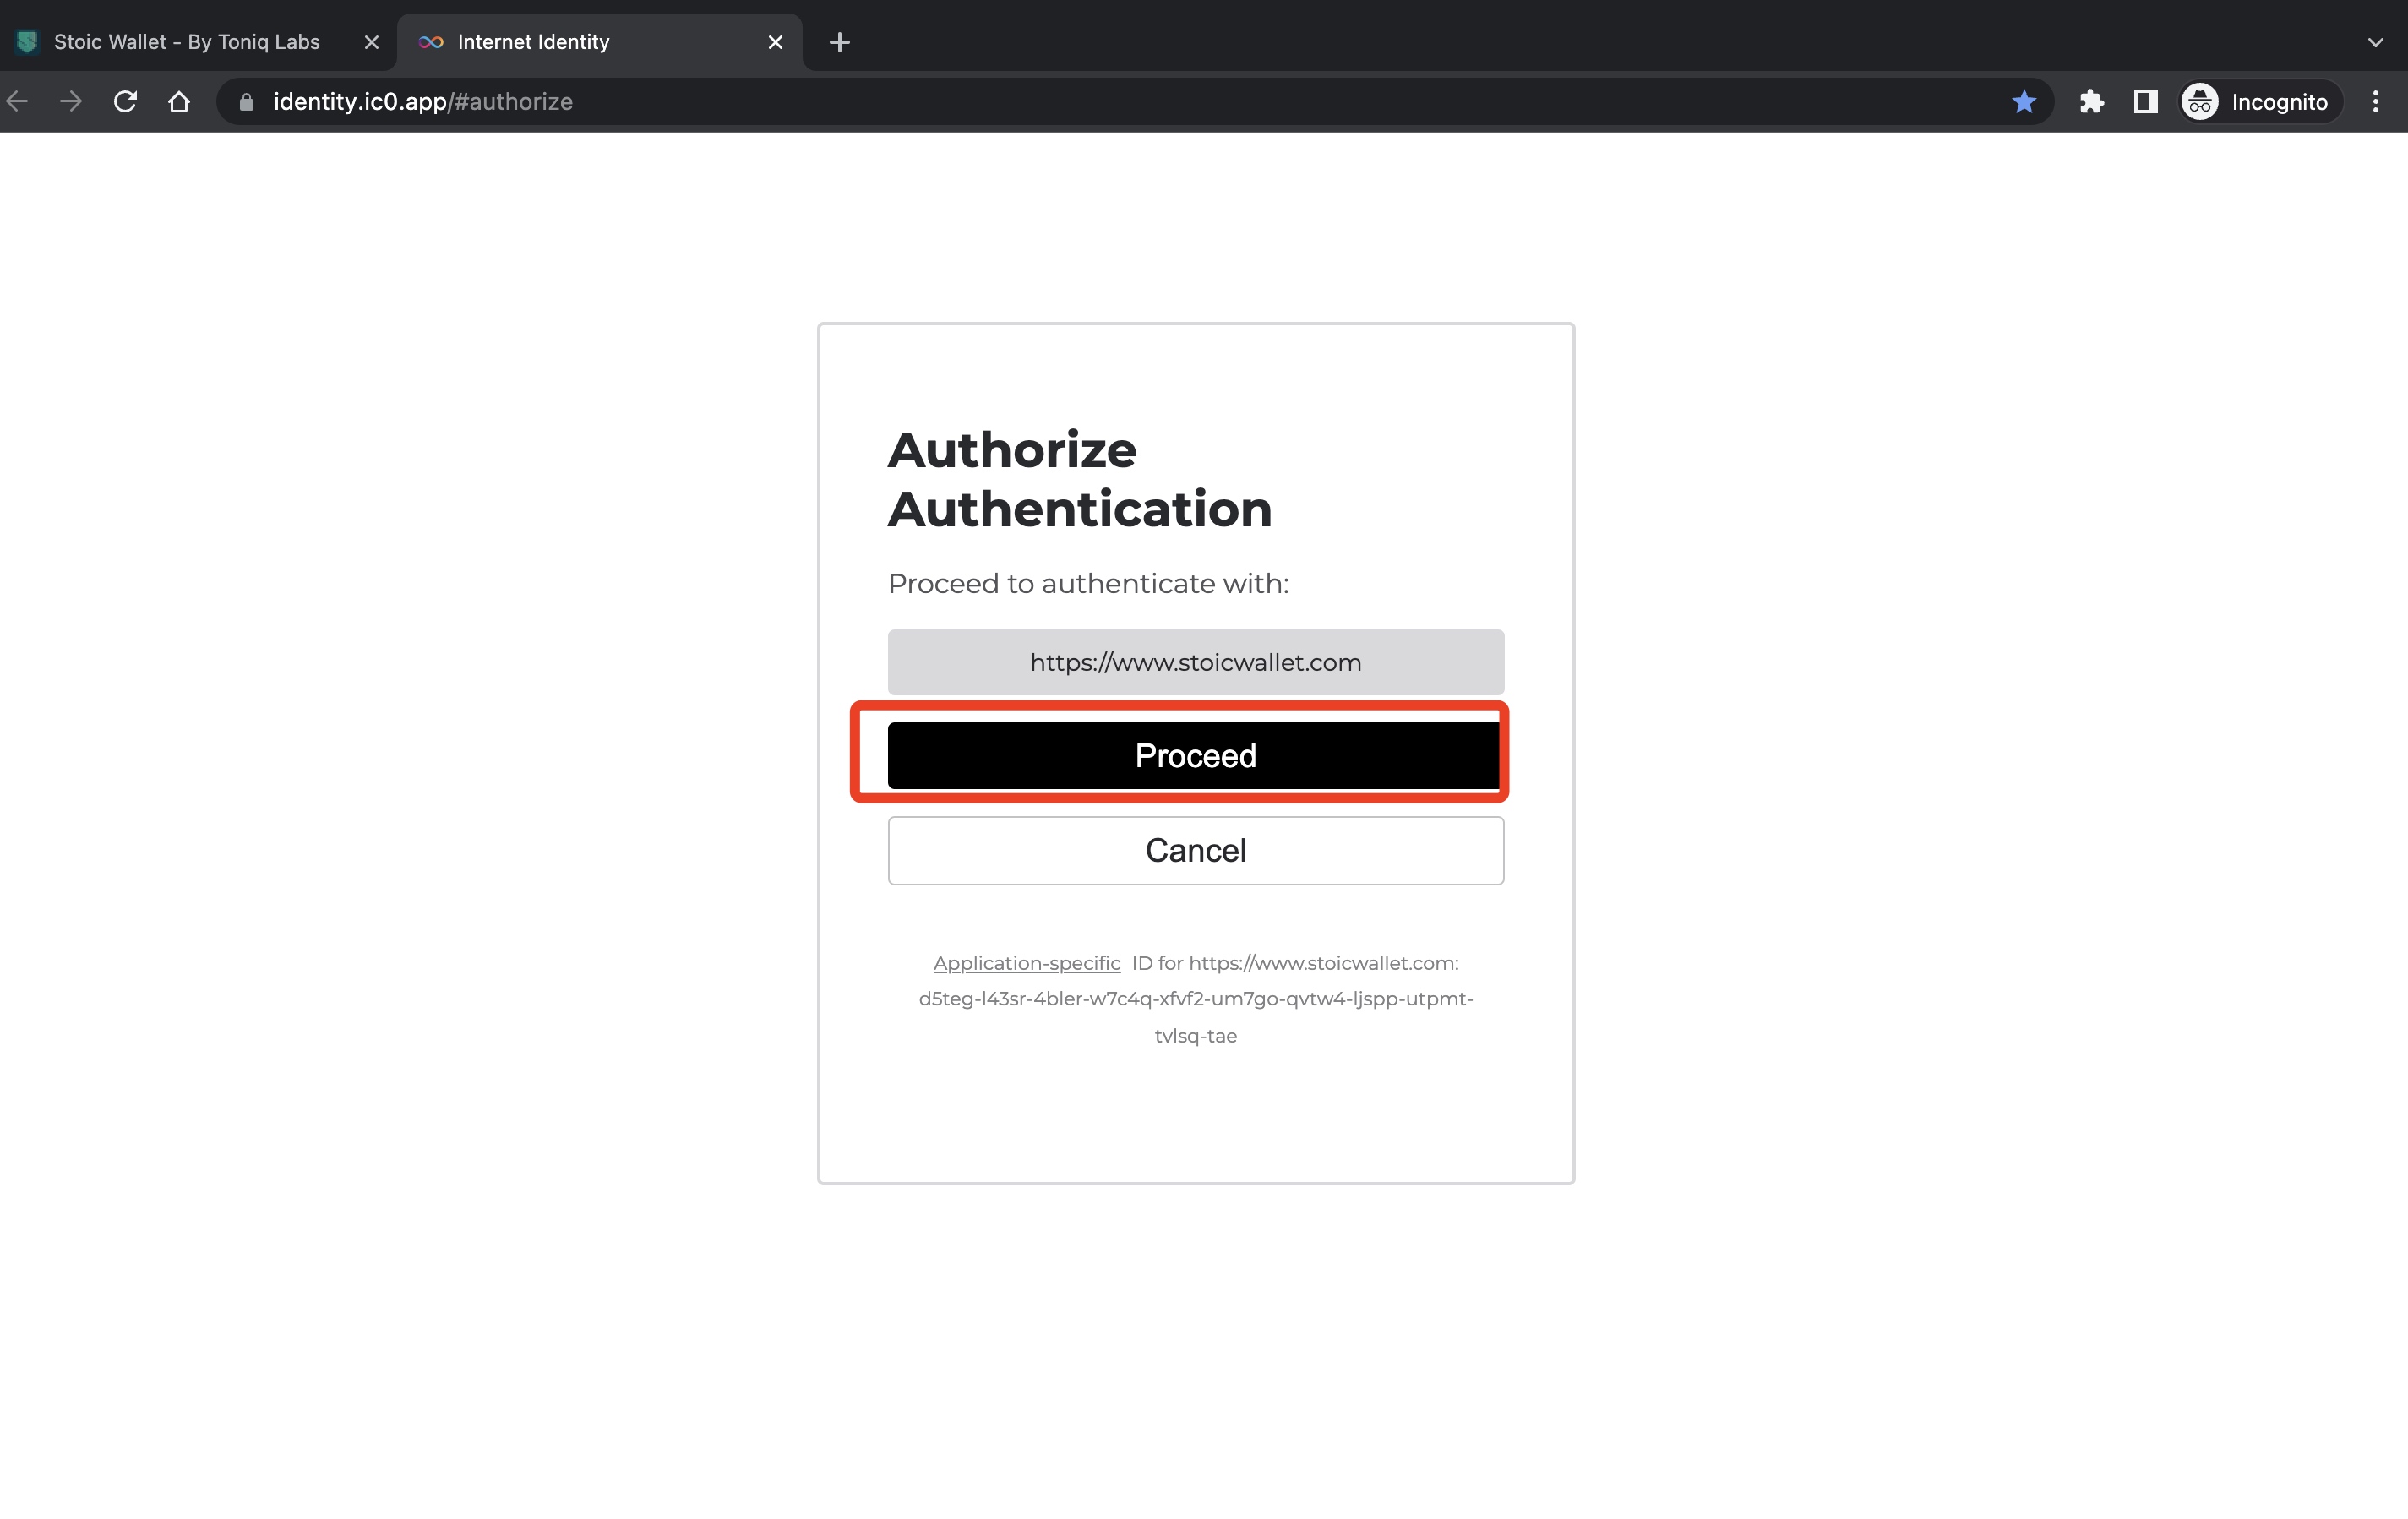 Stoic Wallet - By Toniq Labs
Internet Identity
identity.ic0.app/#authorize
Incognito
Authorize
Authentication
Proceed to authenticate with:
https://www.stoicwallet.com
Proceed
Cancel
Application-specific ID for https://www.stoicwallet.com:
d5teg-l43sr-4bler-w7c4q-xfvf2-um7go-qvtw4-ljspp-utpmt-
tvlsq-tae